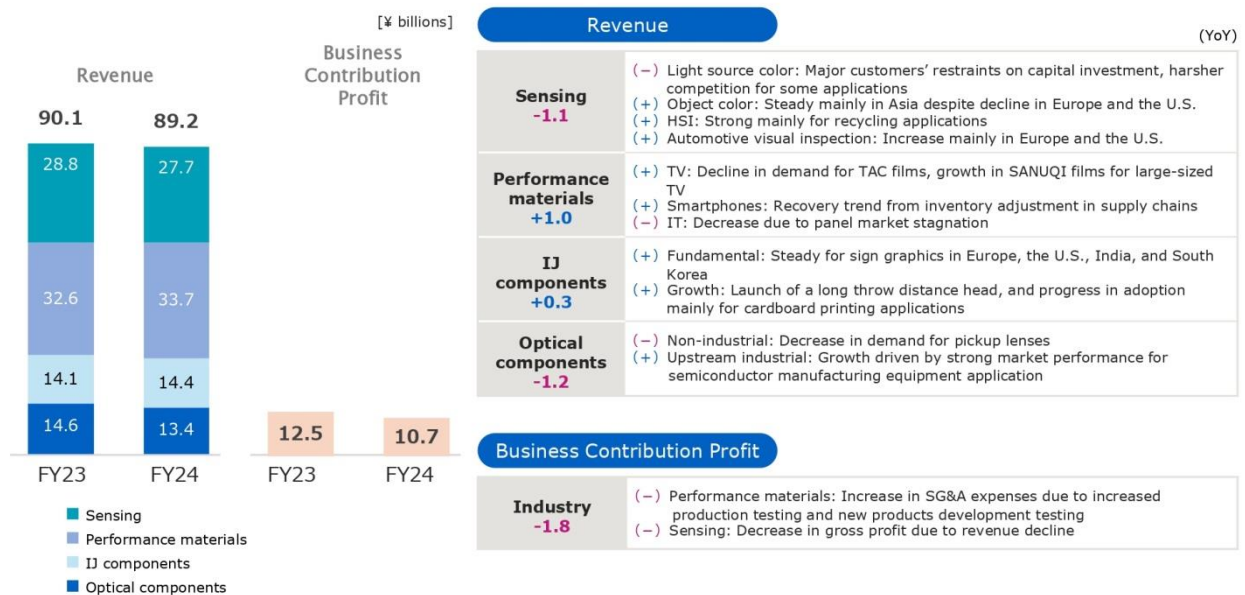 [¥ billions]
Revenue
Business
Contribution
Profit
90.1
89.2
28.8
27.7
32.6
33.7
14.1
14.4
14.6
13.4
12.5
10.7
FY23
FY24
FY23
FY24
Sensing
Performance materials
IJ components
Optical components
Revenue
(YoY)
Sensing
-1.1
(−) Light source color: Major customers’ restraints on capital investment, harsher
competition for some applications
(+) Object color: Steady mainly in Asia despite decline in Europe and the U.S.
(+) HSI: Strong mainly for recycling applications
(+) Automotive visual inspection: Increase mainly in Europe and the U.S.
Performance
materials
+1.0
(+) TV: Decline in demand for TAC films, growth in SANUQI films for large-sized
TV
(+) Smartphones: Recovery trend from inventory adjustment in supply chains
(−) IT: Decrease due to panel market stagnation
IJ
components
+0.3
(+) Fundamental: Steady for sign graphics in Europe, the U.S., India, and South
Korea
(+) Growth: Launch of a long throw distance head, and progress in adoption
mainly for cardboard printing applications
Optical
components
-1.2
(−) Non-industrial: Decrease in demand for pickup lenses
(+) Upstream industrial: Growth driven by strong market performance for
semiconductor manufacturing equipment application
Business Contribution Profit
Industry
-1.8
(−) Performance materials: Increase in SG&A expenses due to increased
production testing and new products development testing
(−) Sensing: Decrease in gross profit due to revenue decline